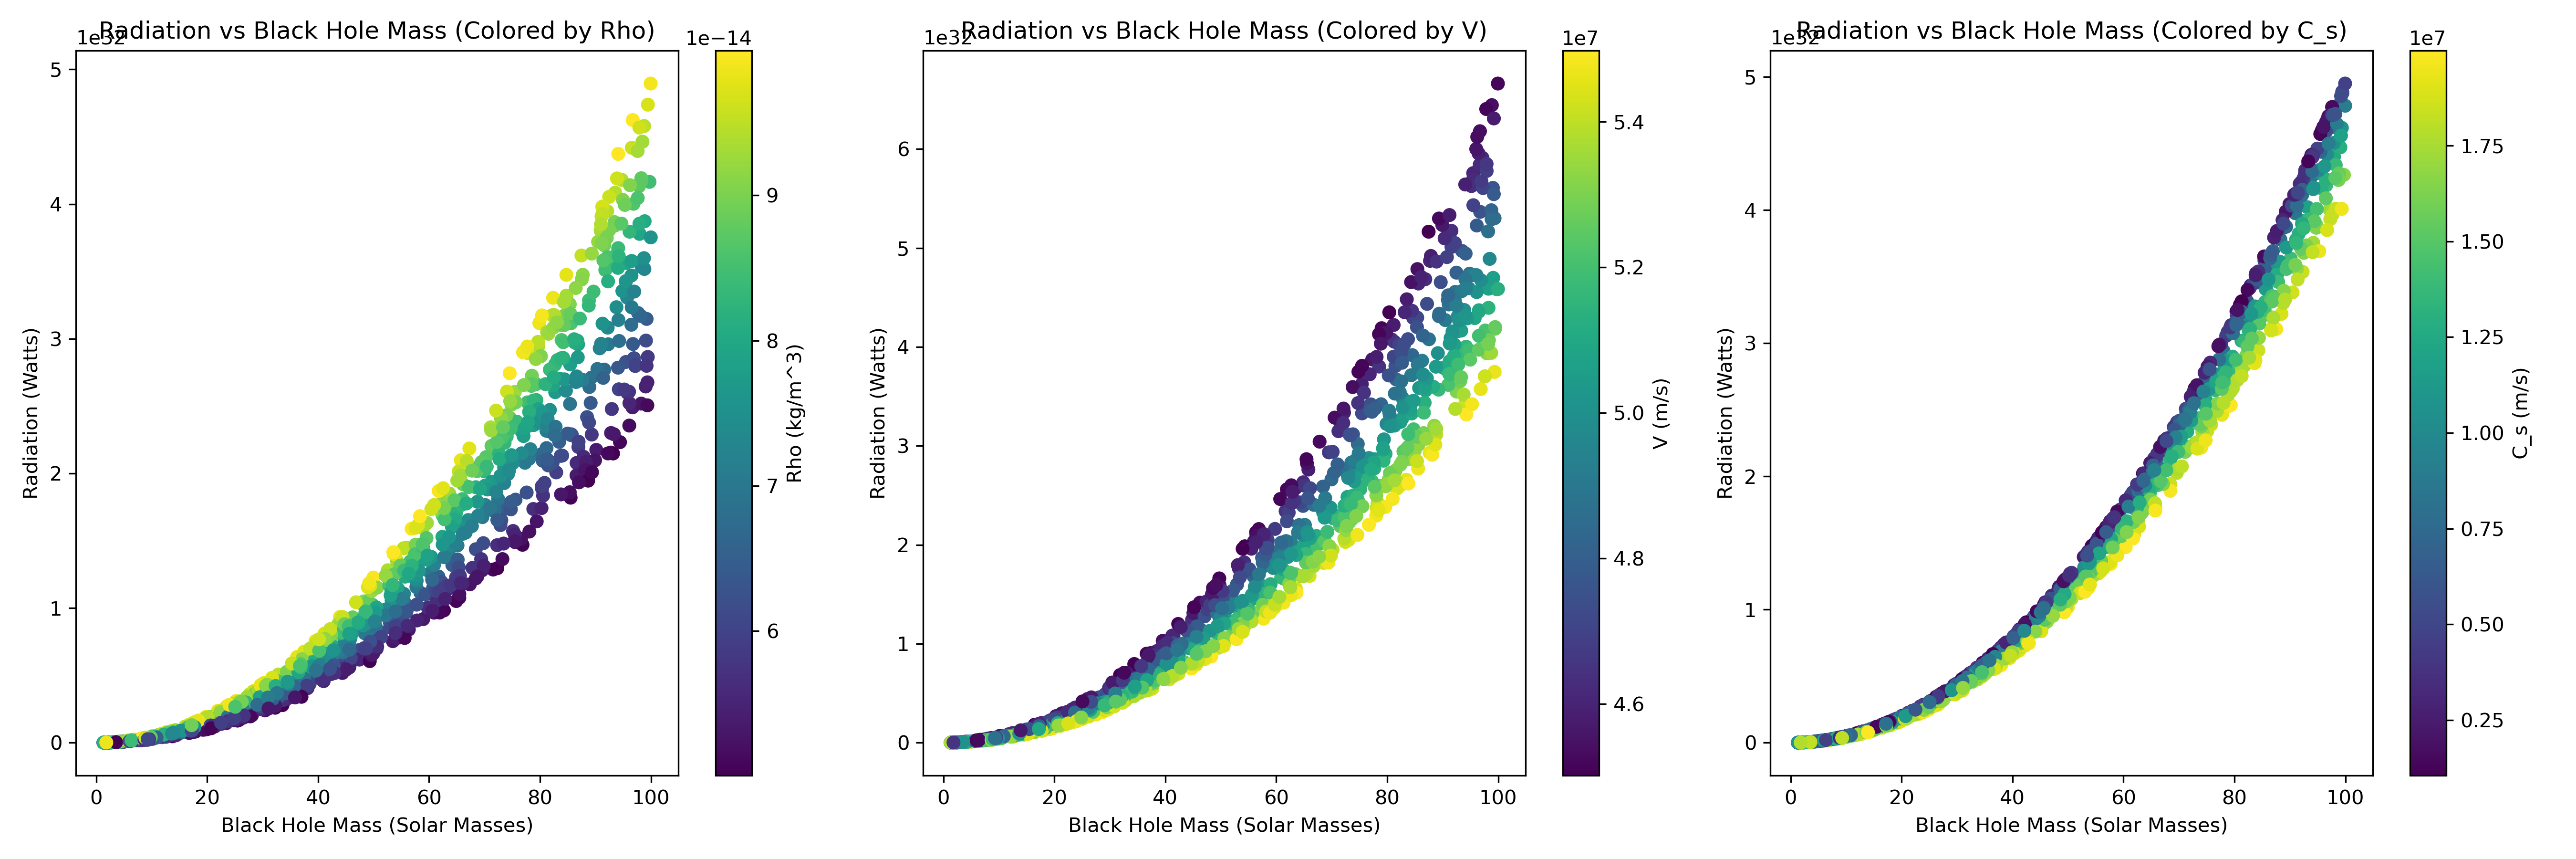 Radiation vs Black Hole Mass (Colored by Rho)
1e32
1e−14
5
4
3
2
1
0
Radiation (Watts)
0 20 40 60 80 100
Black Hole Mass (Solar Masses)
9
8
7
6
Rho (kg/m^3)
Radiation vs Black Hole Mass (Colored by V)
1e32
1e7
6
5
4
3
2
1
0
Radiation (Watts)
0 20 40 60 80 100
Black Hole Mass (Solar Masses)
5.4
5.2
5.0
4.8
4.6
V (m/s)
Radiation vs Black Hole Mass (Colored by C_s)
1e32
1e7
5
4
3
2
1
0
Radiation (Watts)
0 20 40 60 80 100
Black Hole Mass (Solar Masses)
1.75
1.50
1.25
1.00
0.75
0.50
0.25
C_s (m/s)